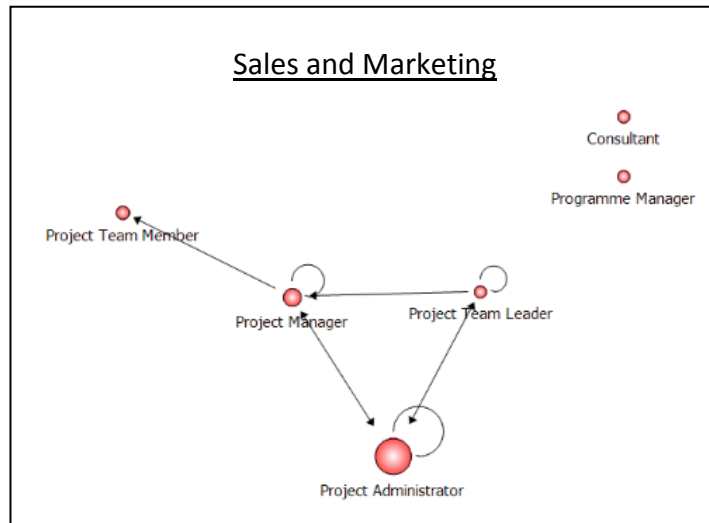 Sales and Marketing
Consultant
Programme Manager
Project Team Member
Project Manager
Project Team Leader
Project Administrator